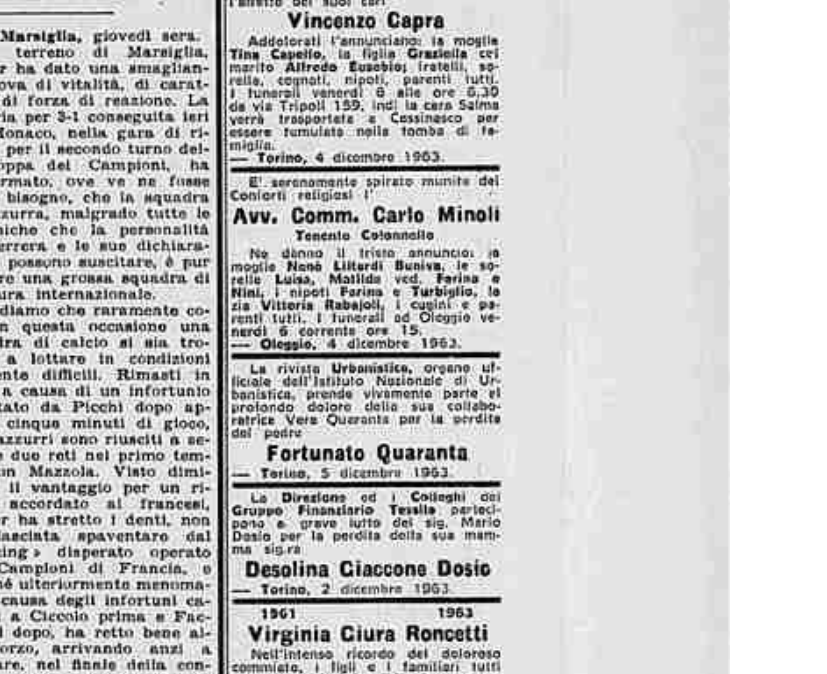 Marsiglia, giovedì sera.
terreno di Marsiglia,
r ha dato una smaglian-
ova di vitalità, di carat-
di forza di reazione. La
ia per 3-1 conseguita ieri
Monaco, nella gara di ri-
per il secondo turno del-
oppa dei Campioni, ha
rmato, ove ve ne fosse
bisogno, che la squadra
zurra, malgrado tutte le
iche che la personalità
errera e le sue dichiara-
possono suscitare, è pur
re una grossa squadra di
ura internazionale.
diamo che raramente co-
n questa occasione una
dra di calcio si sia tro-
a lottare in condizioni
nte difficili. Rimasti in
a causa di un infortunio
tato da Picchi dopo ap-
cinque minuti di gioco,
azzurri sono riusciti a se-
e due reti nel primo tem-
on Mazzola. Visto dimi-
il vantaggio per un ri-
accordato ai francesi,
r ha stretto i denti, non
lasciata spaventare dal
ing» disperato operato
Campioni di Francia, e
né ulteriormente menoma-
causa degli infortuni ca-
a Ciccolo prima e Fac-
i dopo, ha retto bene al-
orzo, arrivando anzi a
are, nel finale della con-
l'affetto dei suoi cari
Vincenzo Capra
Addolorati l'annunciano: la moglie
Tina Capello, la figlia Graziella col
marito Alfredo Eusebio; fratelli, so-
relle, cognati, nipoti, parenti tutti.
I funerali venerdì 6 alle ore 6,30
da via Tripoli 159, indi la cara Salma
verrà trasportata a Cassinasco per
essere tumulata nella tomba di fa-
miglia.
— Torino, 4 dicembre 1963.
E' serenamente spirato munito dei
Conforti religiosi l'
Avv. Comm. Carlo Minoli
Tenente Colonnello
Ne danno il triste annuncio: la
moglie Nenè Liltardi Buniva, le so-
relle Luisa, Matilde ved. Farina e
Nini, i nipoti Farina e Turbiglio, la
zia Vittoria Rabajoli, i cugini e pa-
renti tutti. I funerali ad Oleggio ve-
nerdì 6 corrente ore 15.
— Oleggio, 4 dicembre 1963.
La rivista Urbanistica, organo uf-
ficiale dell'Istituto Nazionale di Ur-
banistica, prende vivamente parte al
profondo dolore della sua collabo-
ratrice Vera Quaranta per la perdita
del padre
Fortunato Quaranta
— Torino, 5 dicembre 1963.
La Direzione ed i Colleghi del
Gruppo Finanziario Tessile parteci-
pano a grave lutto del sig. Mario
Dosio per la perdita della sua mam-
ma sig.ra
Desolina Ciaccone Dosio
— Torino, 2 dicembre 1963.
1961 1963
Virginia Ciura Roncetti
Nell'intenso ricordo del doloroso
commiato, i figli e i familiari tutti